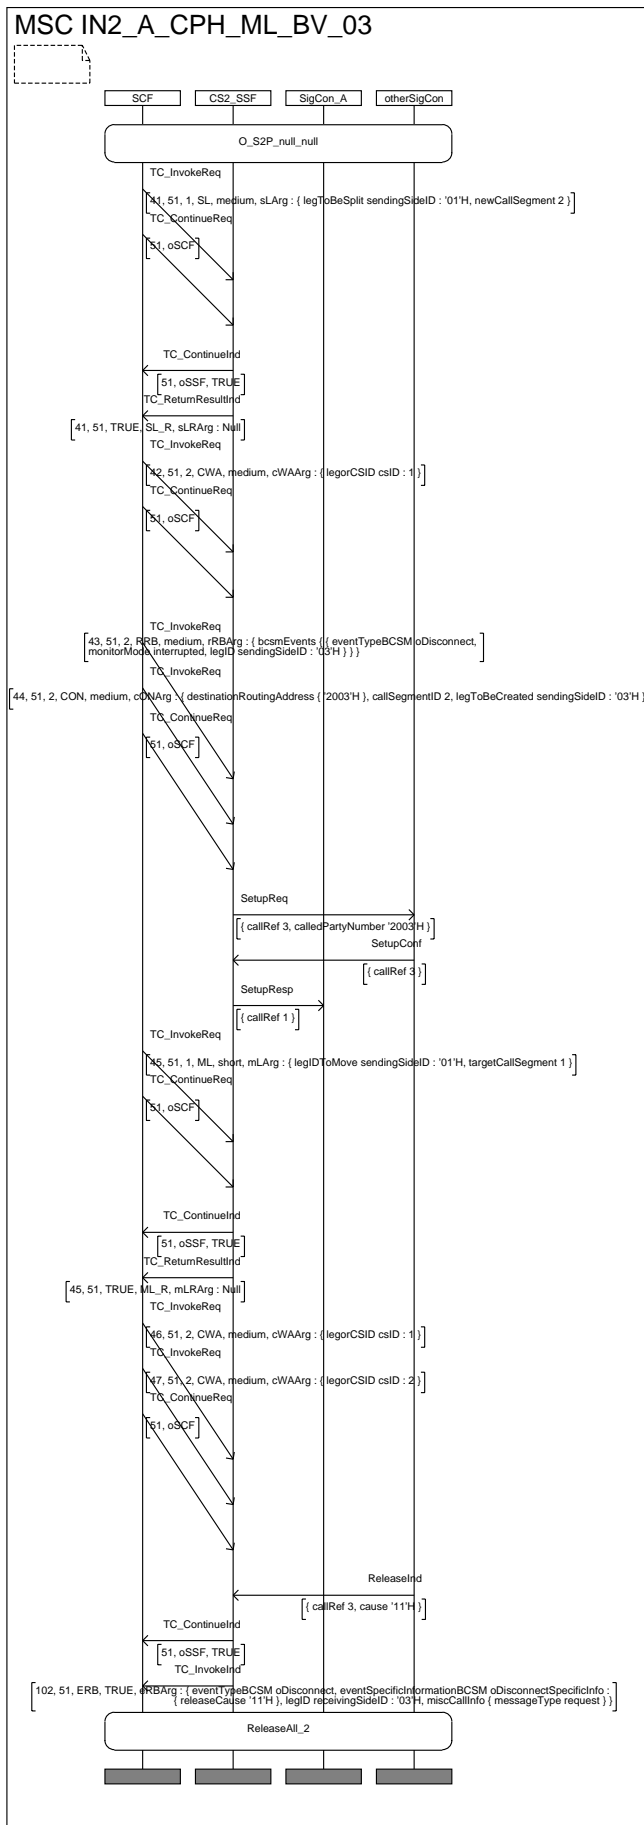 MSC IN2_A_CPH_ML_BV_03
SCF CS2_SSF SigCon_A otherSigCon
O_S2P_null_null
TC_InvokeReq
41, 51, 1, SL, medium, sLArg : { legToBeSplit sendingSideID : '01'H, newCallSegment 2 }
TC_ContinueReq
51, oSCF
TC_ContinueInd
51, oSSF, TRUE
TC_ReturnResultInd
41, 51, TRUE, SL_R, sLRArg : Null
TC_InvokeReq
42, 51, 2, CWA, medium, cWAArg : { legorCSID csID : 1 }
TC_ContinueReq
51, oSCF
TC_InvokeReq
43, 51, 2, RRB, medium, rRBArg : { bcsmEvents { { eventTypeBCSM oDisconnect,
monitorMode interrupted, legID sendingSideID : '03'H } } }
TC_InvokeReq
44, 51, 2, CON, medium, cONArg : { destinationRoutingAddress { '2003'H }, callSegmentID 2, legToBeCreated sendingSideID : '03'H }
TC_ContinueReq
51, oSCF
SetupReq
{ callRef 3, calledPartyNumber '2003'H }
SetupConf
{ callRef 3 }
SetupResp
{ callRef 1 }
TC_InvokeReq
45, 51, 1, ML, short, mLArg : { legIDToMove sendingSideID : '01'H, targetCallSegment 1 }
TC_ContinueReq
51, oSCF
TC_ContinueInd
51, oSSF, TRUE
TC_ReturnResultInd
45, 51, TRUE, ML_R, mLRArg : Null
TC_InvokeReq
46, 51, 2, CWA, medium, cWAArg : { legorCSID csID : 1 }
TC_InvokeReq
47, 51, 2, CWA, medium, cWAArg : { legorCSID csID : 2 }
TC_ContinueReq
51, oSCF
ReleaseInd
{ callRef 3, cause '11'H }
TC_ContinueInd
51, oSSF, TRUE
TC_InvokeInd
102, 51, ERB, TRUE, eRBArg : { eventTypeBCSM oDisconnect, eventSpecificInformationBCSM oDisconnectSpecificInfo :
{ releaseCause '11'H }, legID receivingSideID : '03'H, miscCallInfo { messageType request } }
ReleaseAll_2